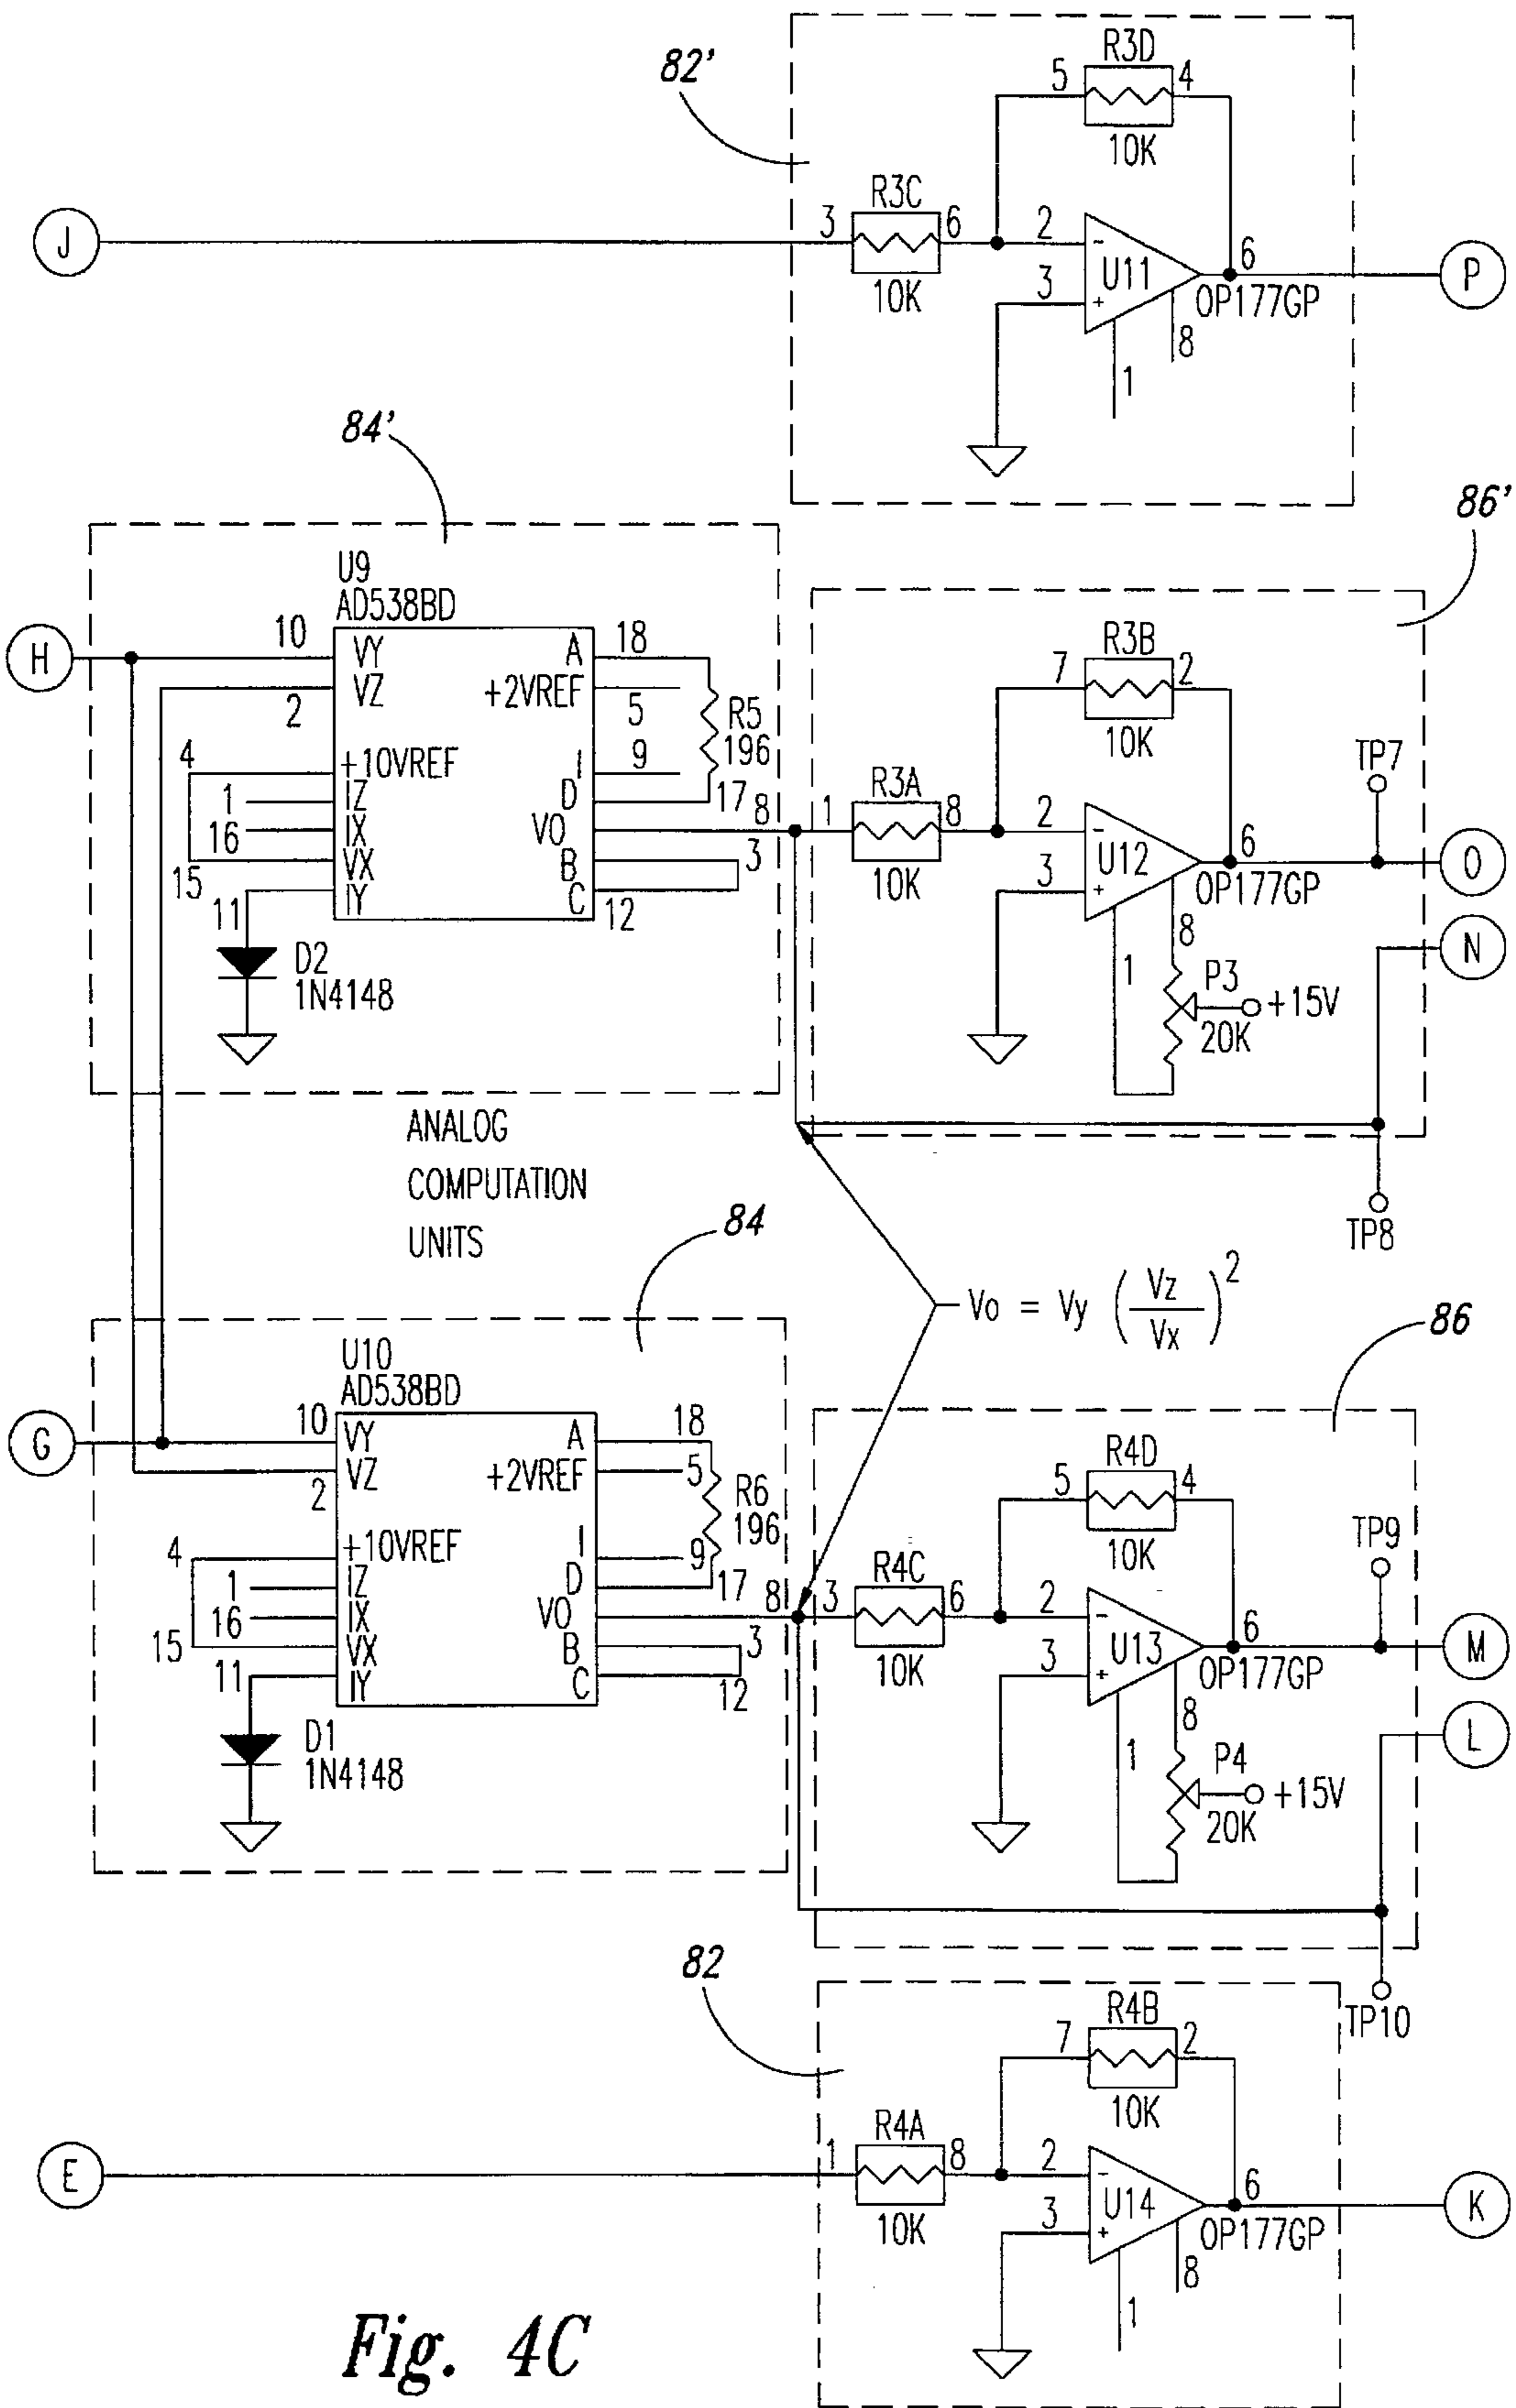 82'
R3D
5 4
10K
R3C
3 6
10K
J
2 -
3 +
U11
6
OP177GP
8
1
P
84'
86'
U9
AD538BD
H
10 VY
2 VZ
4 +10VREF
1 IZ
16 IX
15 VX
11 IY
A 18
+2VREF 5
I 9
D 17
VO 8
B 3
C 12
R5
196
D2
1N4148
R3B
7 2
10K
R3A
1 8
10K
2 -
3 +
U12
6
OP177GP
8
1
P3
20K
+15V
TP7
O
N
TP8
ANALOG
COMPUTATION
UNITS
84
Vo = Vy (Vz/Vx)2
86
U10
AD538BD
G
10 VY
2 VZ
4 +10VREF
1 IZ
16 IX
15 VX
11 IY
A 18
+2VREF 5
I 9
D 17
VO 8
B 3
C 12
R6
196
D1
1N4148
R4D
5 4
10K
R4C
3 6
10K
2 -
3 +
U13
6
OP177GP
8
1
P4
20K
+15V
TP9
M
L
TP10
82
R4B
7 2
10K
R4A
1 8
10K
E
2 -
3 +
U14
6
OP177GP
8
1
K
Fig. 4C